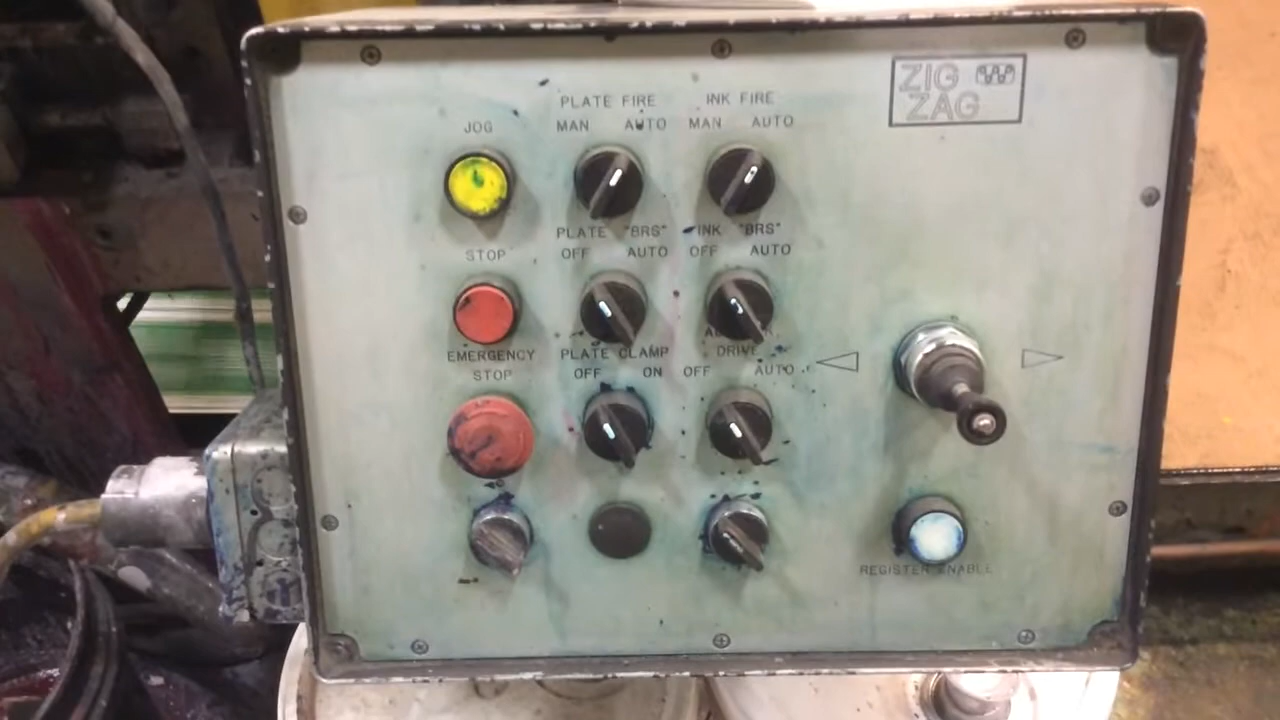 ZIG
ZAG
PLATE FIRE
INK FIRE
JOG
MAN AUTO
MAN AUTO
PLATE "BRS"
INK "BRS"
STOP
OFF AUTO
OFF AUTO
EMERGENCY
STOP
PLATE CLAMP
DRIVE
OFF ON
OFF AUTO
REGISTER ENABLE